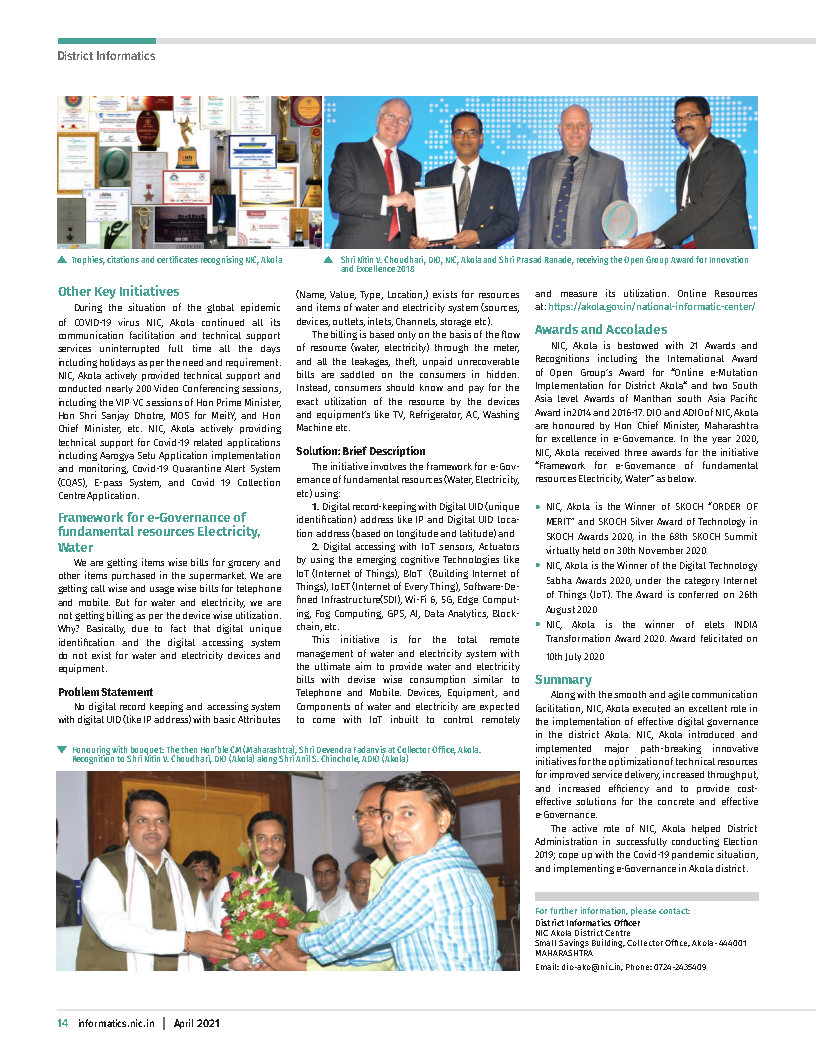 District Informatics
Trophies, citations and certificates recognising NIC, Akola
Shri Nitin V. Choudhari, DIO, NIC, Akola and Shri Prasad Ranade, receiving the Open Group Award for Innovation
and Excellence 2018
Other Key Initiatives
During the situation of the global epidemic
of COVID-19 virus NIC, Akola continued all its
communication facilitation and technical support
services uninterrupted full time all the days
including holidays as per the need and requirement.
NIC, Akola actively provided technical support and
conducted nearly 200 Video Conferencing sessions,
including the VIP VC sessions of Hon Prime Minister,
Hon Shri Sanjay Dhotre, MOS for MeitY, and Hon
Chief Minister, etc. NIC, Akola actively providing
technical support for Covid-19 related applications
including Aarogya Setu Application implementation
and monitoring, Covid-19 Quarantine Alert System
(CQAS), E-pass System, and Covid 19 Collection
Centre Application.
Framework for e-Governance of
fundamental resources Electricity,
Water
We are getting items wise bills for grocery and
other items purchased in the supermarket. We are
getting call wise and usage wise bills for telephone
and mobile. But for water and electricity, we are
not getting billing as per the device wise utilization.
Why? Basically, due to fact that digital unique
identification and the digital accessing system
do not exist for water and electricity devices and
equipment.
Problem Statement
No digital record keeping and accessing system
with digital UID (like IP address) with basic Attributes
(Name, Value, Type, Location,) exists for resources
and items of water and electricity system (sources,
devices, outlets, inlets, Channels, storage etc).
The billing is based only on the basis of the flow
of resource (water, electricity) through the meter,
and all the leakages, theft, unpaid unrecoverable
bills are saddled on the consumers in hidden.
Instead, consumers should know and pay for the
exact utilization of the resource by the devices
and equipment's like TV, Refrigerator, AC, Washing
Machine etc.
Solution: Brief Description
The initiative involves the framework for e-Gov-
ernance of fundamental resources (Water, Electricity,
etc) using:
1. Digital record-keeping with Digital UID (unique
identification) address like IP and Digital UID loca-
tion address (based on longitude and latitude) and
2. Digital accessing with IoT sensors, Actuators
by using the emerging cognitive Technologies like
IoT (Internet of Things), BIoT (Building Internet of
Things), IoET (Internet of Every Thing), Software-De-
fined Infrastructure(SDI), Wi-Fi 6, 5G, Edge Comput-
ing, Fog Computing, GPS, AI, Data Analytics, Block-
chain, etc.
This initiative is for the total remote
management of water and electricity system with
the ultimate aim to provide water and electricity
bills with devise wise consumption similar to
Telephone and Mobile. Devices, Equipment, and
Components of water and electricity are expected
to come with IoT inbuilt to control remotely
and measure its utilization. Online Resources
at: https://akola.gov.in/national-informatic-center/
Awards and Accolades
NIC, Akola is bestowed with 21 Awards and
Recognitions including the International Award
of Open Group's Award for "Online e-Mutation
Implementation for District Akola" and two South
Asia level Awards of Manthan south Asia Pacific
Award in 2014 and 2016-17. DIO and ADIO of NIC, Akola
are honoured by Hon Chief Minister, Maharashtra
for excellence in e-Governance. In the year 2020,
NIC, Akola received three awards for the initiative
"Framework for e-Governance of fundamental
resources Electricity, Water" as below.
• NIC, Akola is the Winner of SKOCH "ORDER OF
MERIT" and SKOCH Silver Award of Technology in
SKOCH Awards 2020, in the 68th SKOCH Summit
virtually held on 30th November 2020
• NIC, Akola is the Winner of the Digital Technology
Sabha Awards 2020, under the category Internet
of Things (IoT). The Award is conferred on 26th
August 2020
• NIC, Akola is the winner of elets INDIA
Transformation Award 2020. Award felicitated on
10th July 2020
Summary
Along with the smooth and agile communication
facilitation, NIC, Akola executed an excellent role in
the implementation of effective digital governance
in the district Akola. NIC, Akola introduced and
implemented major path-breaking innovative
initiatives for the optimization of technical resources
for improved service delivery, increased throughput,
and increased efficiency and to provide cost-
effective solutions for the concrete and effective
e-Governance.
The active role of NIC, Akola helped District
Administration in successfully conducting Election
2019; cope up with the Covid-19 pandemic situation,
and implementing e-Governance in Akola district.
Honouring with bouquet: The then Hon'ble CM (Maharashtra), Shri Devendra Fadanvis at Collector Office, Akola.
Recognition to Shri Nitin V. Choudhari, DIO (Akola) along Shri Anil S. Chinchole, ADIO (Akola)
For further information, please contact:
District Informatics Officer
NIC Akola District Centre
Small Savings Building, Collector Office, Akola-444001
MAHARASHTRA
Email: dio-ako@nic.in, Phone: 0724-2435409
14 informatics.nic.in | April 2021